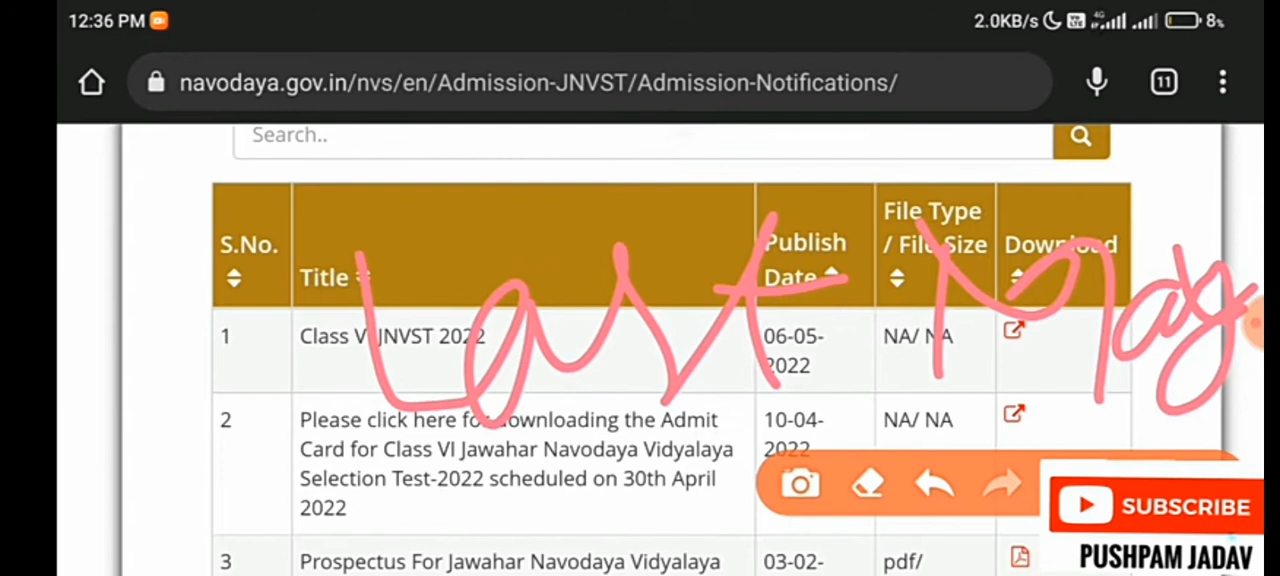 12:36 PM 2.0KB/s Vo LTE 4G 8%
navodaya.gov.in/nvs/en/Admission-JNVST/Admission-Notifications/ 11
Search..
S.No. Title Publish Date File Type / File Size Download
Last May
1 Class VI JNVST 2022 06-05-2022 NA/ NA
2 Please click here for downloading the Admit
Card for Class VI Jawahar Navodaya Vidyalaya
Selection Test-2022 scheduled on 30th April
2022 10-04-2022 NA/ NA
3 Prospectus For Jawahar Navodaya Vidyalaya 03-02- pdf/
SUBSCRIBE
PUSHPAM JADAV